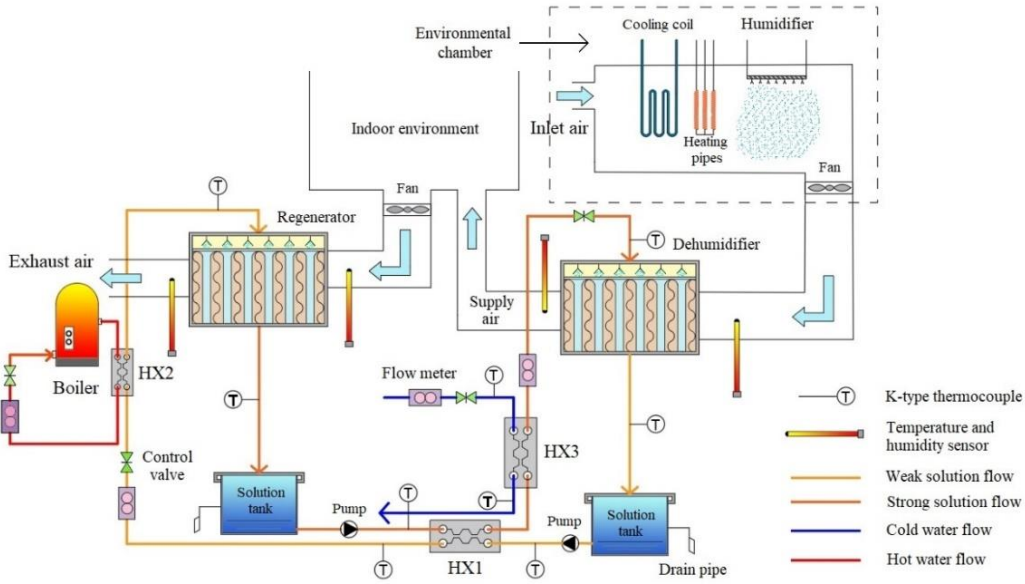 Cooling coil
Humidifier
Environmental
chamber
Indoor environment
Inlet air
Heating
pipes
Fan
T
Fan
Regenerator
T
Dehumidifier
Exhaust air
Supply
air
HX2
Boiler
Flow meter
T
T
K-type thermocouple
T
T
Temperature and
humidity sensor
HX3
Control
valve
Weak solution flow
Solution
tank
T
T
Strong solution flow
Pump
Pump
Solution
tank
Cold water flow
HX1
T
T
Drain pipe
Hot water flow